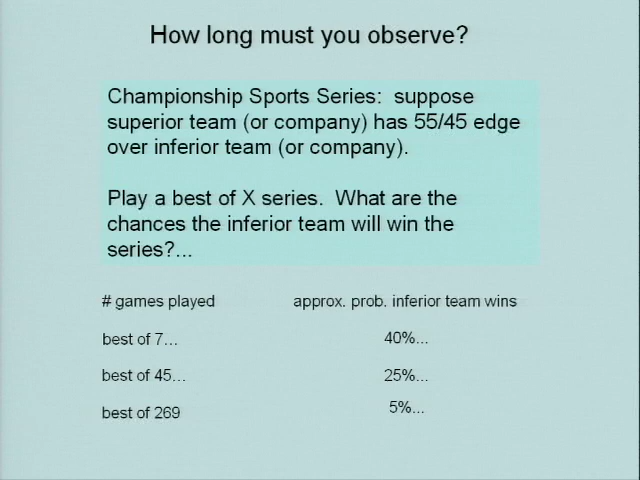 How long must you observe?
Championship Sports Series:  suppose
superior team (or company) has 55/45 edge
over inferior team (or company).
Play a best of X series.  What are the
chances the inferior team will win the
series?...
# games played    approx. prob. inferior team wins
best of 7...    40%...
best of 45...    25%...
best of 269    5%...